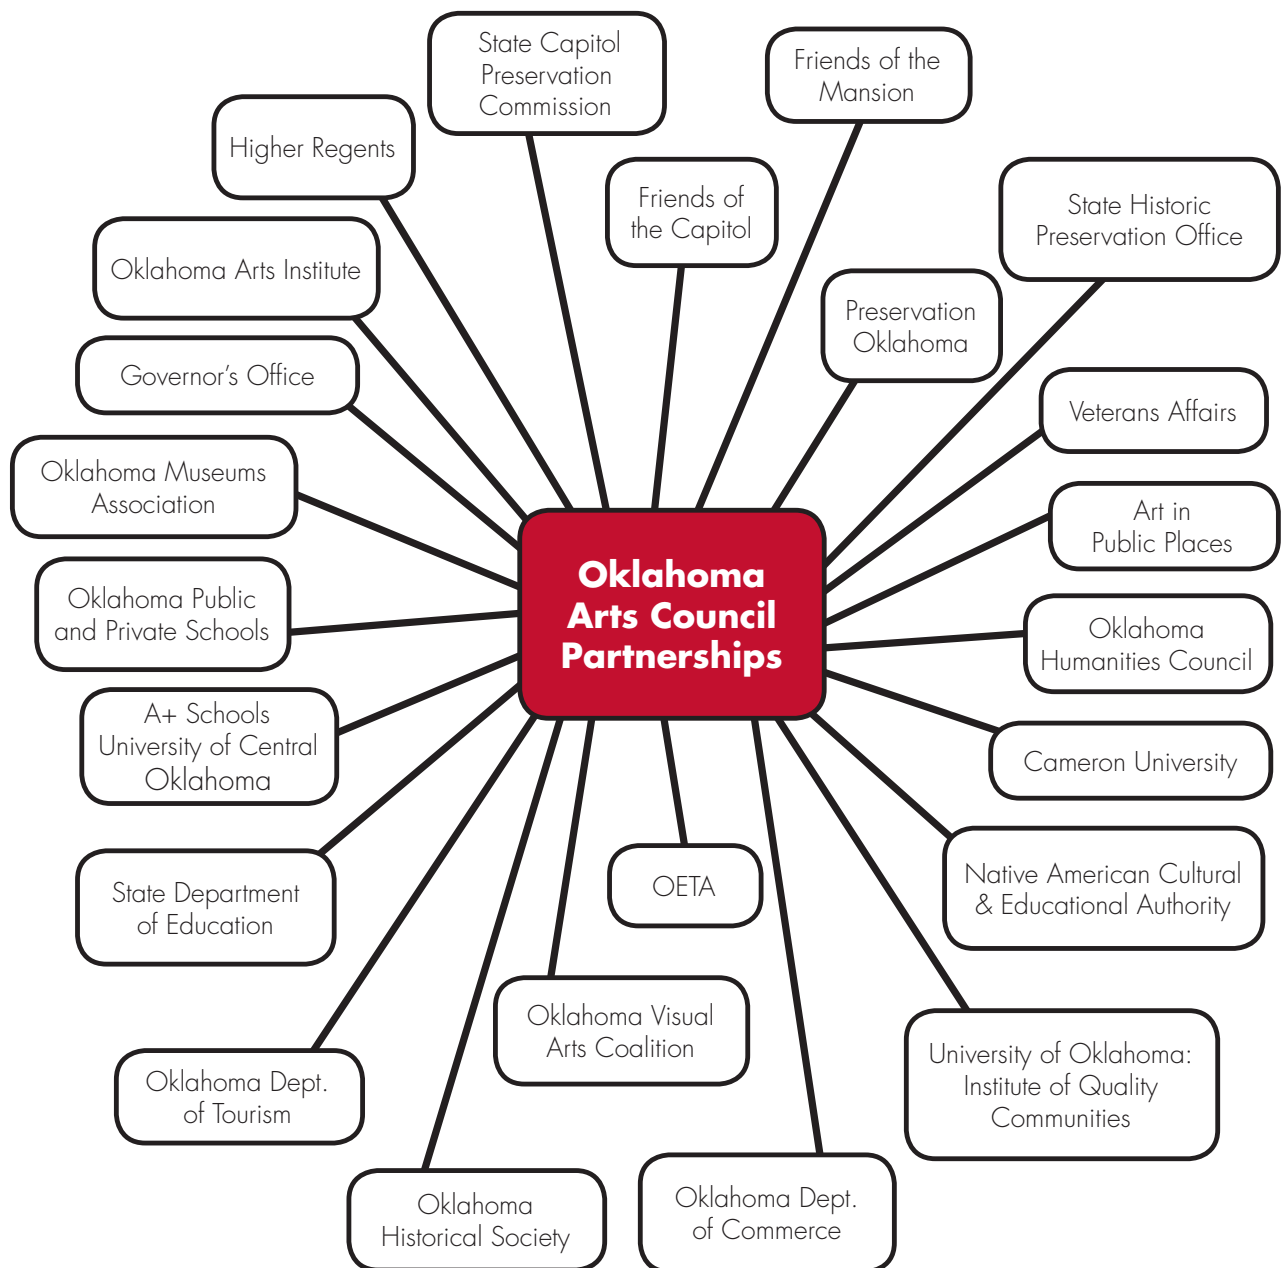 State Capitol
Preservation
Commission
Friends of the
Mansion
Higher Regents
Friends of
the Capitol
State Historic
Preservation Office
Oklahoma Arts Institute
Preservation
Oklahoma
Governor's Office
Veterans Affairs
Oklahoma Museums
Association
Art in
Public Places
Oklahoma
Arts Council
Partnerships
Oklahoma Public
and Private Schools
Oklahoma
Humanities Council
A+ Schools
University of Central
Oklahoma
Cameron University
State Department
of Education
OETA
Native American Cultural
& Educational Authority
Oklahoma Visual
Arts Coalition
University of Oklahoma:
Institute of Quality
Communities
Oklahoma Dept.
of Tourism
Oklahoma
Historical Society
Oklahoma Dept.
of Commerce